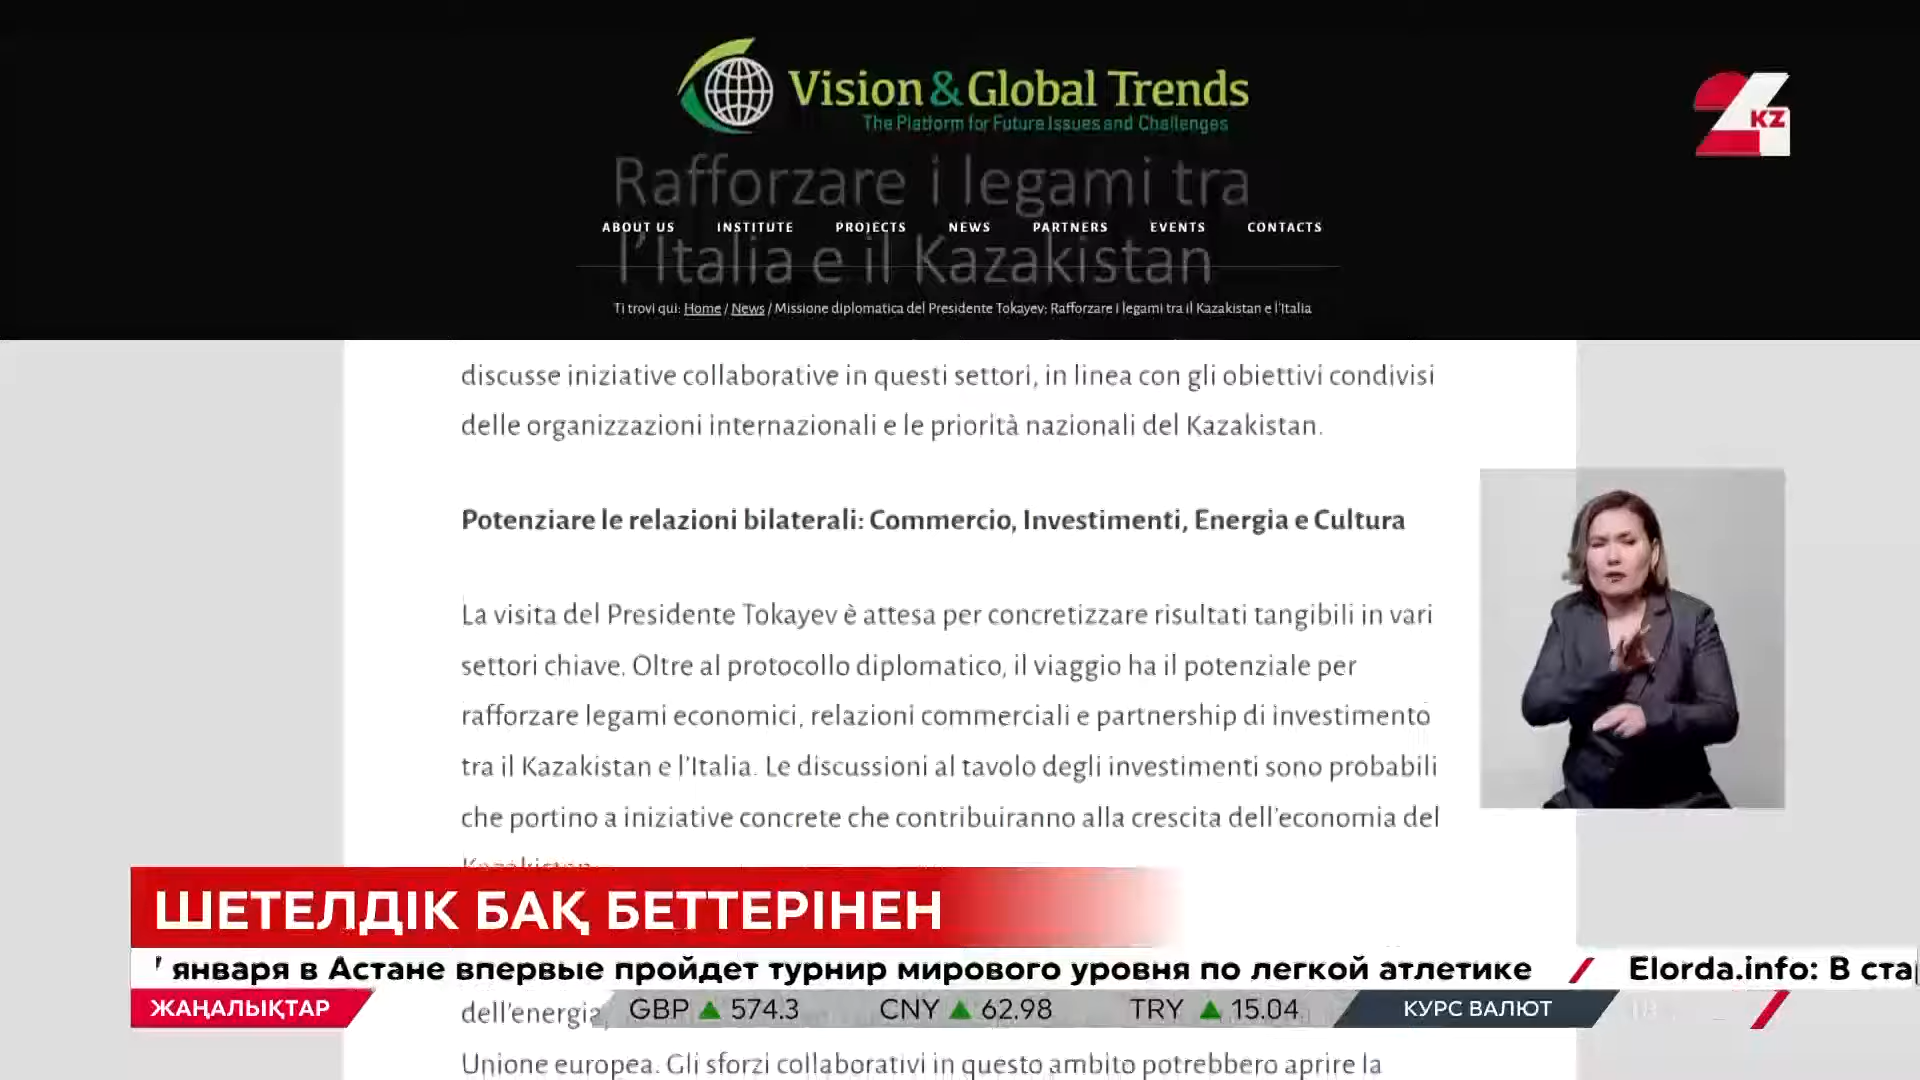 Vision & Global Trends
The Platform for Future Issues and Challenges
24
KZ
Rafforzare i legami tra
l'Italia e il Kazakistan
ABOUT US INSTITUTE PROJECTS NEWS PARTNERS EVENTS CONTACTS
Ti trovi qui: Home / News / Missione diplomatica del Presidente Tokayev: Rafforzare i legami tra il Kazakistan e l'Italia
discusse iniziative collaborative in questi settori, in linea con gli obiettivi condivisi
delle organizzazioni internazionali e le priorità nazionali del Kazakistan.
Potenziare le relazioni bilaterali: Commercio, Investimenti, Energia e Cultura
La visita del Presidente Tokayev è attesa per concretizzare risultati tangibili in vari
settori chiave. Oltre al protocollo diplomatico, il viaggio ha il potenziale per
rafforzare legami economici, relazioni commerciali e partnership di investimento
tra il Kazakistan e l'Italia. Le discussioni al tavolo degli investimenti sono probabili
che portino a iniziative concrete che contribuiranno alla crescita dell'economia del
ШЕТЕЛДІК БАҚ БЕТТЕРІНЕН
января в Астане впервые пройдет турнир мирового уровня по легкой атлетике / Elorda.info: В ста
ЖАҢАЛЫҚТАР
dell'energia,
GBP ▲ 574.3 CNY ▲ 62.98 TRY ▲ 15.04 КУРС ВАЛЮТ
Unione europea. Gli sforzi collaborativi in questo ambito potrebbero aprire la